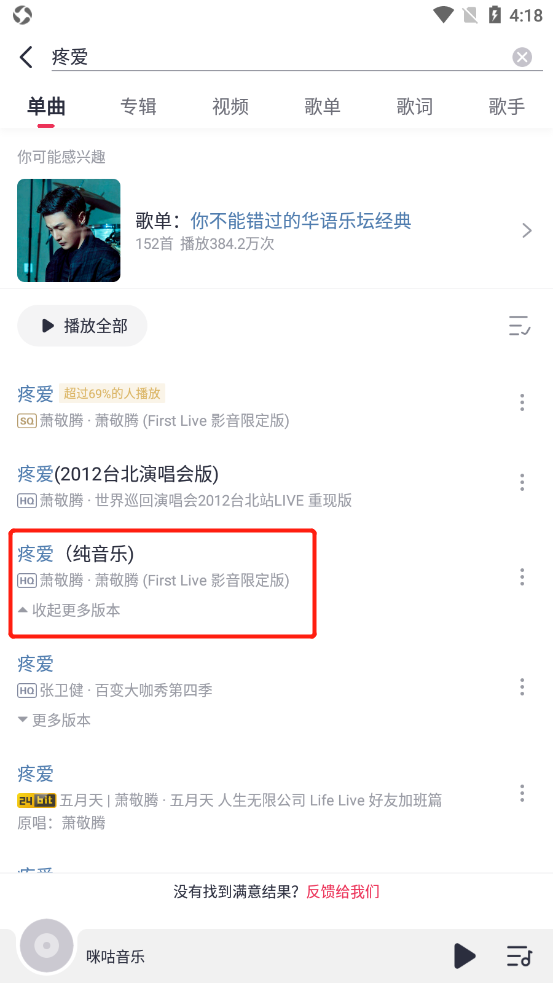 4:18
疼爱
单曲 专辑 视频 歌单 歌词 歌手
你可能感兴趣
歌单：你不能错过的华语乐坛经典
152首 播放384.2万次
播放全部
疼爱 超过69%的人播放
SQ 萧敬腾 · 萧敬腾 (First Live 影音限定版)
疼爱(2012台北演唱会版)
HQ 萧敬腾 · 世界巡回演唱会2012台北站LIVE 重现版
疼爱（纯音乐)
HQ 萧敬腾 · 萧敬腾 (First Live 影音限定版)
收起更多版本
疼爱
HQ 张卫健 · 百变大咖秀第四季
更多版本
疼爱
24bit 五月天 | 萧敬腾 · 五月天 人生无限公司 Life Live 好友加班篇
原唱：萧敬腾
没有找到满意结果？反馈给我们
咪咕音乐